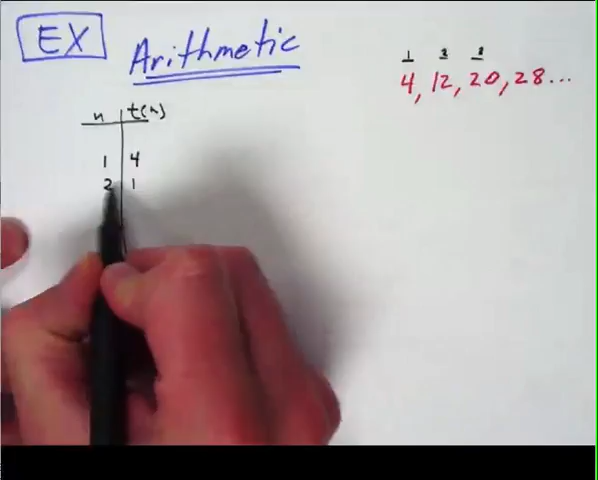 EX
Arithmetic
1 2 3
4, 12, 20, 28...
n t(n)
1 4
2 1